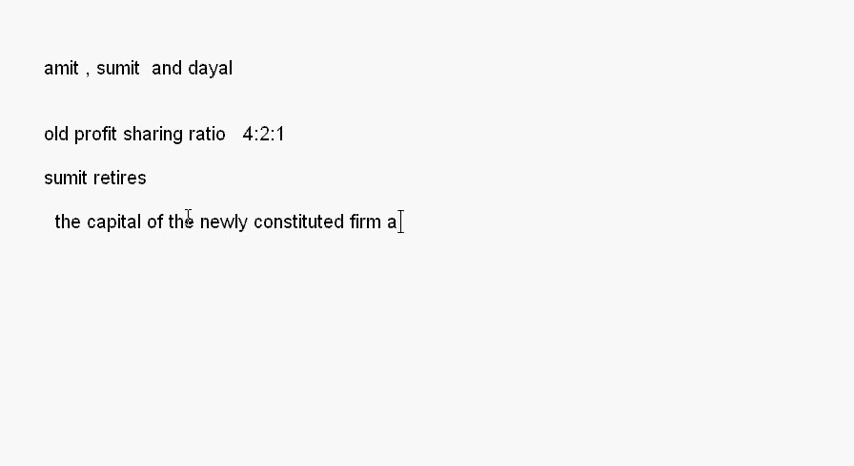 amit , sumit and dayal
old profit sharing ratio 4:2:1
sumit retires
the capital of the newly constituted firm a